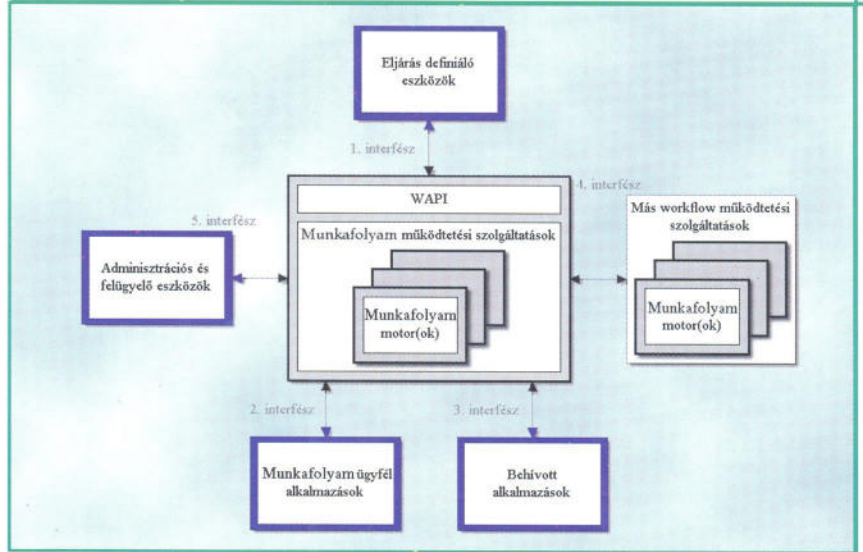 Eljárás definiáló
eszközök
1. interfész
WAPI
4. interfész
5. interfész
Munkafolyam működtetési szolgáltatások
Más workflow működtetési
szolgáltatások
Adminisztrációs és
felügyelő eszközök
Munkafolyam
motor(ok)
Munkafolyam
motor(ok)
2. interfész
3. interfész
Munkafolyam ügyfél
alkalmazások
Behívott
alkalmazások